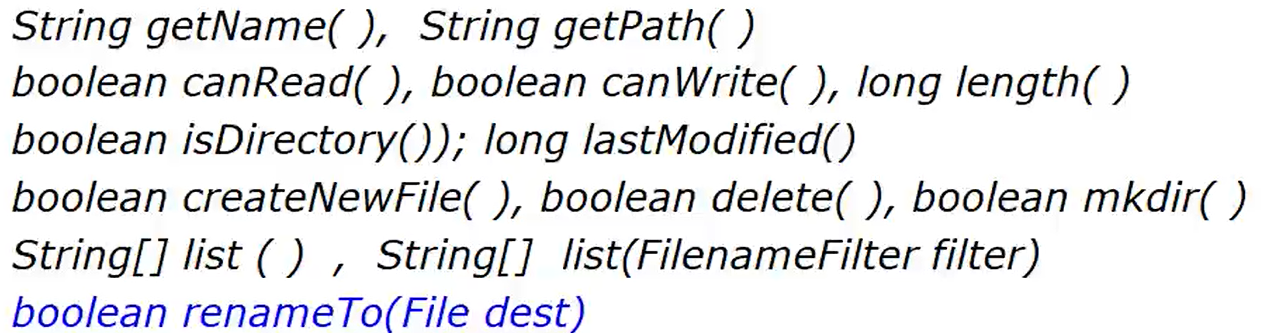 String getName( ),  String getPath( )
boolean canRead( ), boolean canWrite( ), long length( )
boolean isDirectory()); long lastModified()
boolean createNewFile( ), boolean delete( ), boolean mkdir( )
String[] list ( )  ,  String[]  list(FilenameFilter filter)
boolean renameTo(File dest)